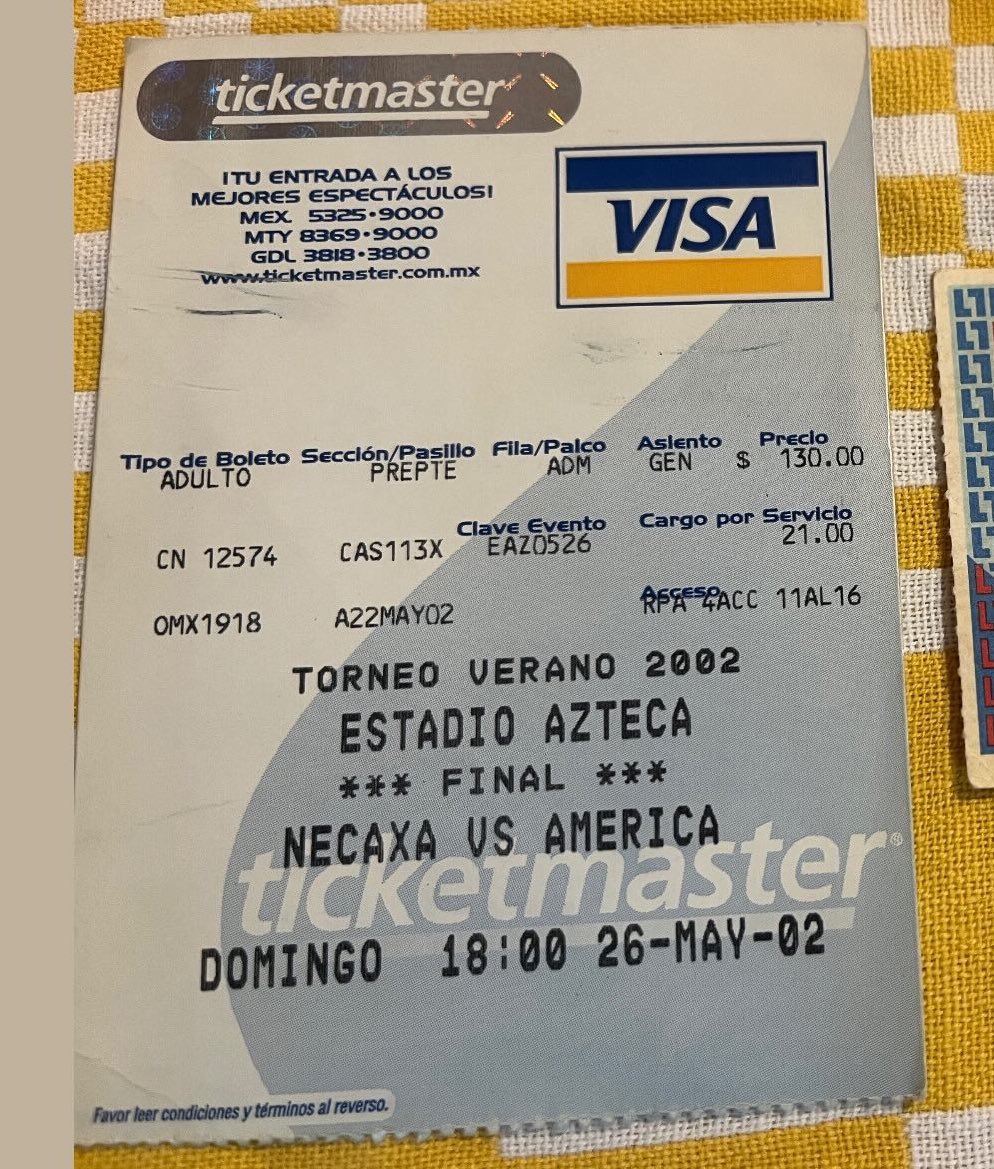 ticketmaster
¡TU ENTRADA A LOS
MEJORES ESPECTÁCULOS!
MEX. 5325•9000
MTY 8369•9000
GDL 3818•3800
www.ticketmaster.com.mx
VISA
Tipo de Boleto Sección/Pasillo Fila/Palco Asiento Precio
ADULTO PREPTE ADM GEN $ 130.00
Clave Evento Cargo por Servicio
CN 12574 CAS113X EAZ0526 21.00
Acceso
OMX1918 A22MAY02 RPA 4ACC 11AL16
TORNEO VERANO 2002
ESTADIO AZTECA
*** FINAL ***
NECAXA VS AMERICA
ticketmaster®
DOMINGO 18:00 26-MAY-02
Favor leer condiciones y términos al reverso.